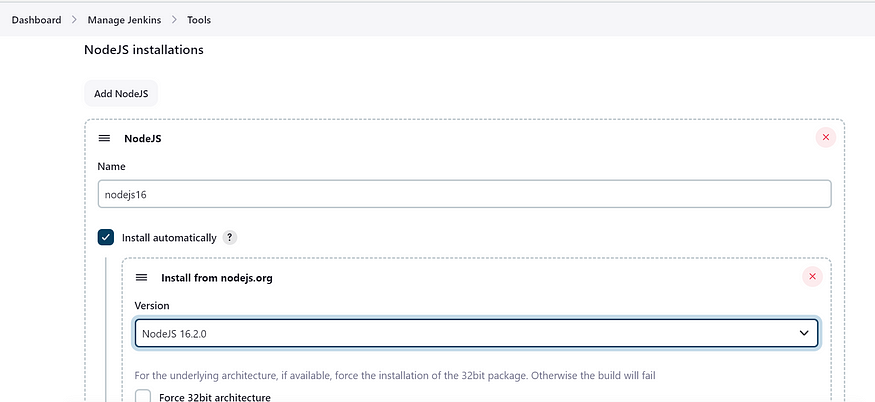 Dashboard > Manage Jenkins > Tools
NodeJS installations
Add NodeJS
NodeJS
Name
nodejs16
Install automatically ?
Install from nodejs.org
Version
NodeJS 16.2.0
For the underlying architecture, if available, force the installation of the 32bit package. Otherwise the build will fail
Force 32bit architecture